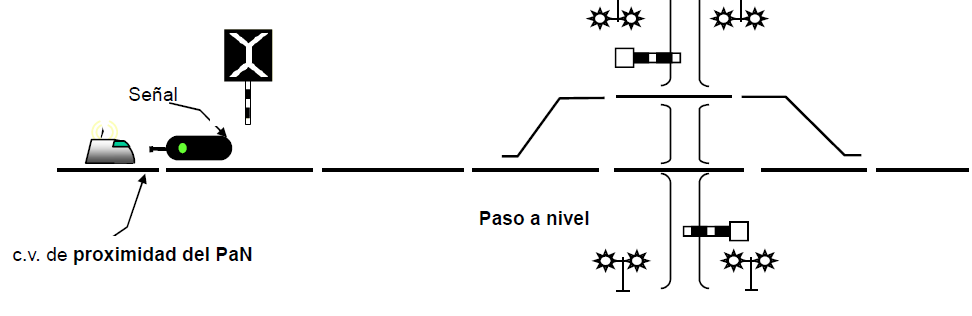 Señal
Paso a nivel
c.v. de proximidad del PaN